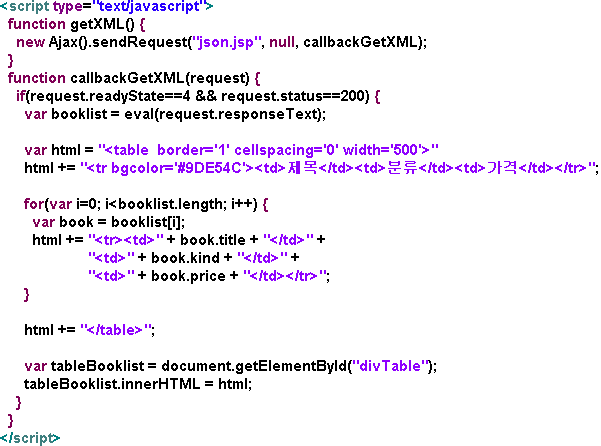 <script type="text/javascript">
function getXML() {
new Ajax().sendRequest("json.jsp", null, callbackGetXML);
}
function callbackGetXML(request) {
if(request.readyState==4 && request.status==200) {
var booklist = eval(request.responseText);
var html = "<table  border='1' cellspacing='0' width='500'>"
html += "<tr bgcolor='#9DE54C'><td>제목</td><td>분류</td><td>가격</td></tr>";
for(var i=0; i<booklist.length; i++) {
var book = booklist[i];
html += "<tr><td>" + book.title + "</td>" +
"<td>" + book.kind + "</td>" +
"<td>" + book.price + "</td></tr>";
}
html += "</table>";
var tableBooklist = document.getElementById("divTable");
tableBooklist.innerHTML = html;
}
}
</script>